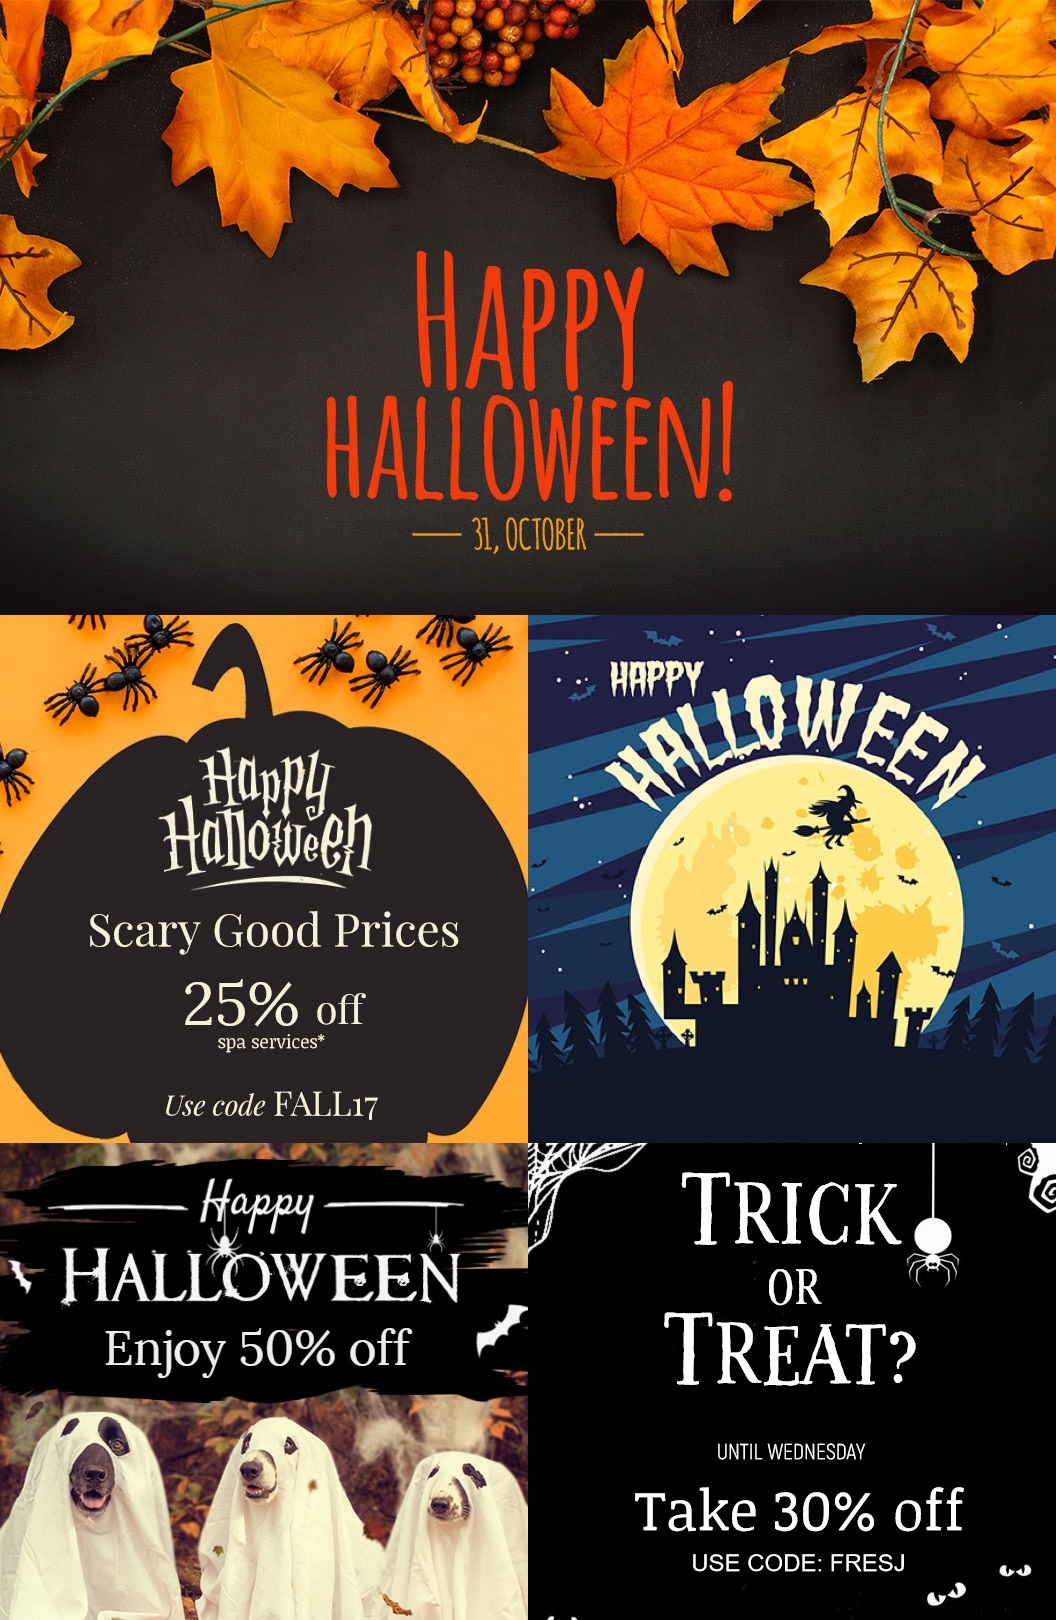 HAPPY
HALLOWEEN!
31, OCTOBER
Happy
Halloween
Scary Good Prices
25% off
spa services*
Use code FALL17
HAPPY
HALLOWEEN
Happy
HALLOWEEN
Enjoy 50% off
TRICK
OR
TREAT?
UNTIL WEDNESDAY
Take 30% off
USE CODE: FRESJ